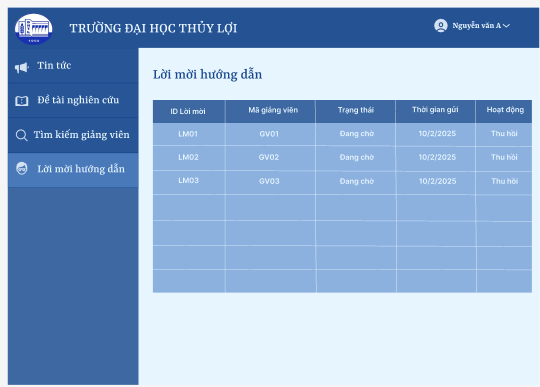 TRƯỜNG ĐẠI HỌC THỦY LỢI
Nguyễn văn A
1959
Tin tức
Đề tài nghiên cứu
Tìm kiếm giảng viên
Lời mời hướng dẫn
Lời mời hướng dẫn
ID Lời mời Mã giảng viên Trạng thái Thời gian gửi Hoạt động
LM01 GV01 Đang chờ 10/2/2025 Thu hồi
LM02 GV02 Đang chờ 10/2/2025 Thu hồi
LM03 GV03 Đang chờ 10/2/2025 Thu hồi